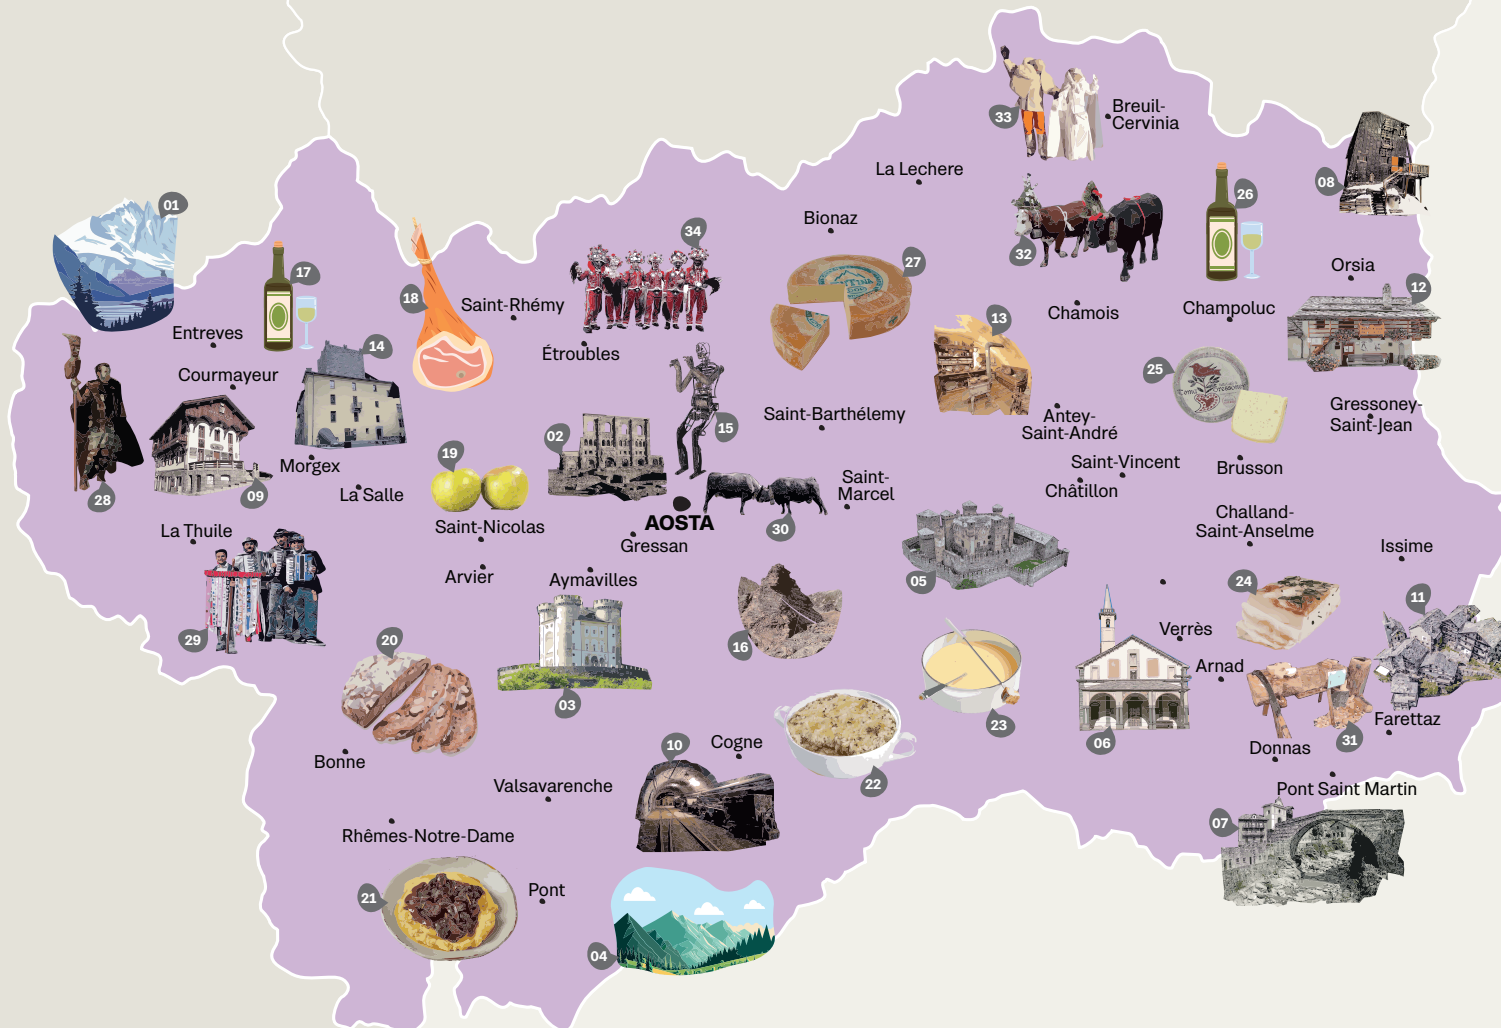 33
Breuil-
Cervinia
La Lechere
08
26
01
Bionaz
34
32
27
Orsia
17
18
Saint-Rhémy
12
Champoluc
Chamois
13
Entreves
14
Étroubles
25
Courmayeur
Gressoney-
Saint-Jean
Saint-Barthélemy
Antey-
Saint-André
15
02
19
Saint-Vincent
Brusson
Morgex
Châtillon
Saint-
Marcel
La Salle
28
09
Challand-
Saint-Anselme
AOSTA
30
Saint-Nicolas
La Thuile
Gressan
Issime
Arvier
Aymavilles
05
24
11
Verrès
29
20
16
Arnad
03
Farettaz
23
31
06
10
Cogne
Donnas
Bonne
22
Valsavarenche
Pont Saint Martin
07
Rhêmes-Notre-Dame
Pont
21
04